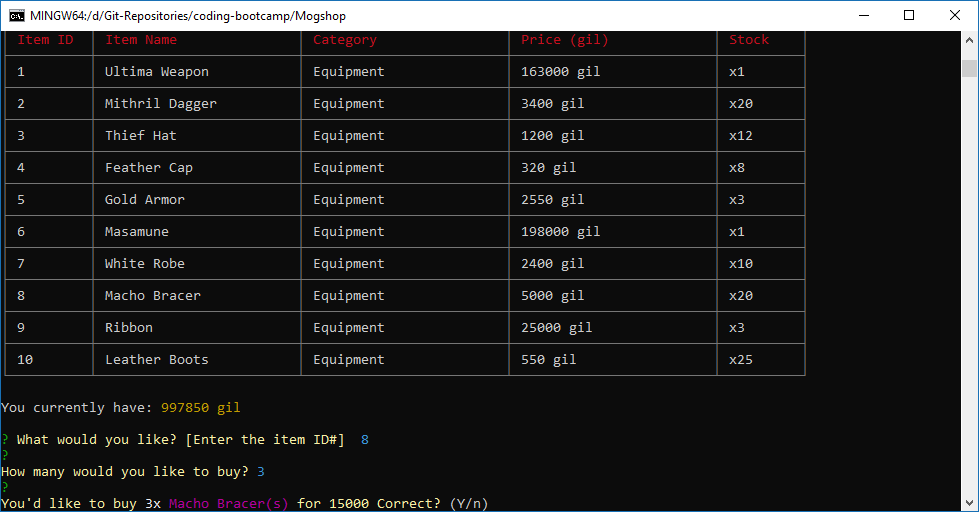 MINGW64:/d/Git-Repositories/coding-bootcamp/Mogshop
Item ID Item Name Category Price (gil) Stock
1 Ultima Weapon Equipment 163000 gil x1
2 Mithril Dagger Equipment 3400 gil x20
3 Thief Hat Equipment 1200 gil x12
4 Feather Cap Equipment 320 gil x8
5 Gold Armor Equipment 2550 gil x3
6 Masamune Equipment 198000 gil x1
7 White Robe Equipment 2400 gil x10
8 Macho Bracer Equipment 5000 gil x20
9 Ribbon Equipment 25000 gil x3
10 Leather Boots Equipment 550 gil x25
You currently have: 997850 gil
? What would you like? [Enter the item ID#] 8
?
How many would you like to buy? 3
?
You'd like to buy 3x Macho Bracer(s) for 15000 Correct? (Y/n)